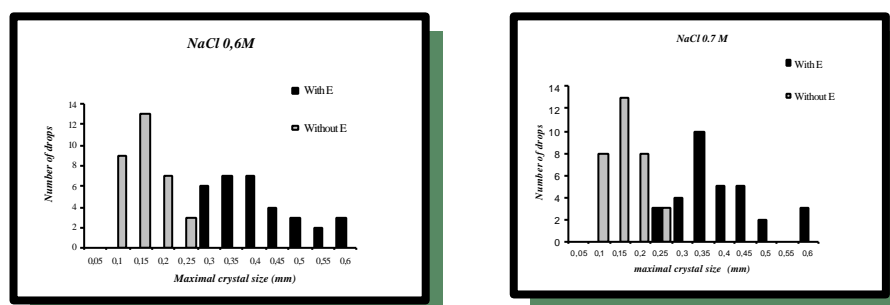 NaCl 0,6M
With E
Without E
14
12
10
8
6
4
2
0
Number of drops
0,05 0,1 0,15 0,2 0,25 0,3 0,35 0,4 0,45 0,5 0,55 0,6
Maximal crystal size (mm)
NaCl 0.7 M
With E
Without E
14
12
10
8
6
4
2
0
Number of drops
0,05 0,1 0,15 0,2 0,25 0,3 0,35 0,4 0,45 0,5 0,55 0,6
maximal crystal size (mm)